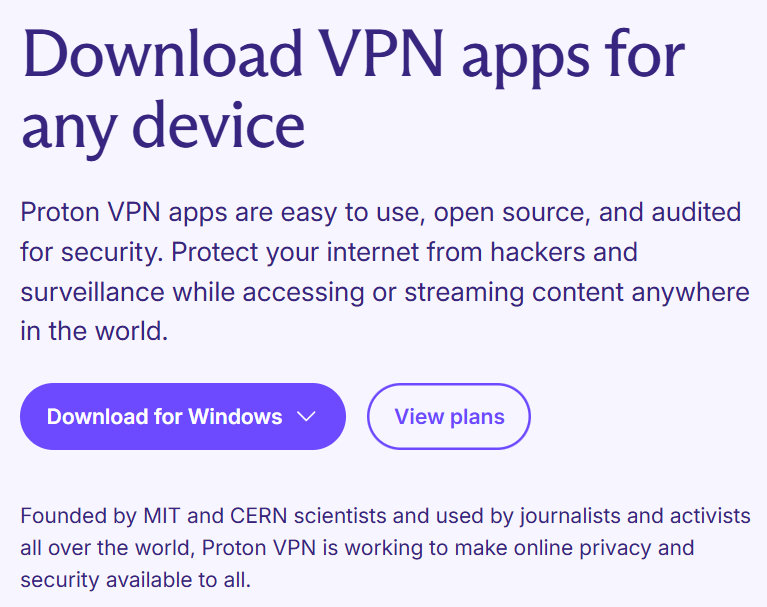 Download VPN apps for
any device
Proton VPN apps are easy to use, open source, and audited
for security. Protect your internet from hackers and
surveillance while accessing or streaming content anywhere
in the world.
Download for Windows
View plans
Founded by MIT and CERN scientists and used by journalists and activists
all over the world, Proton VPN is working to make online privacy and
security available to all.